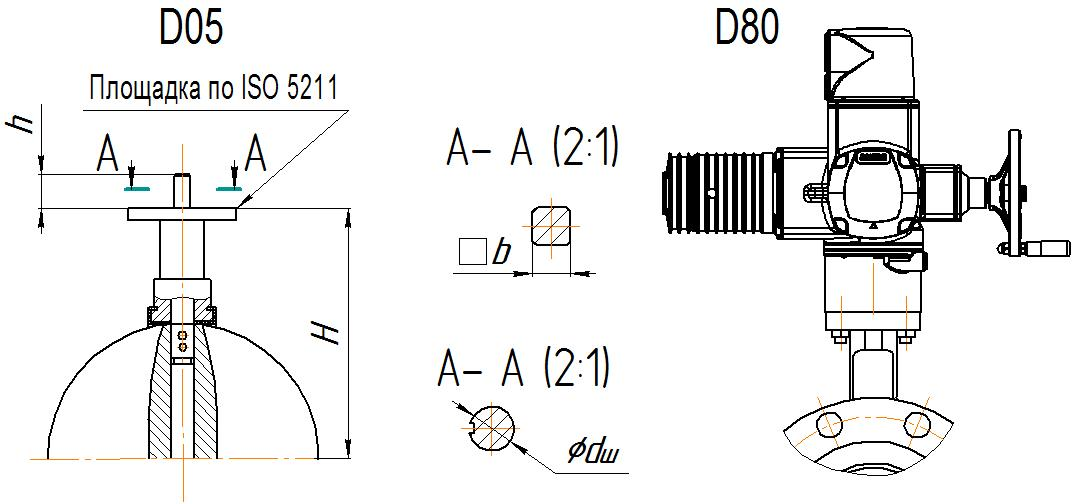 D05
D80
Площадка по ISO 5211
h
A
A
A- A (2:1)
b
H
A- A (2:1)
ϕdш